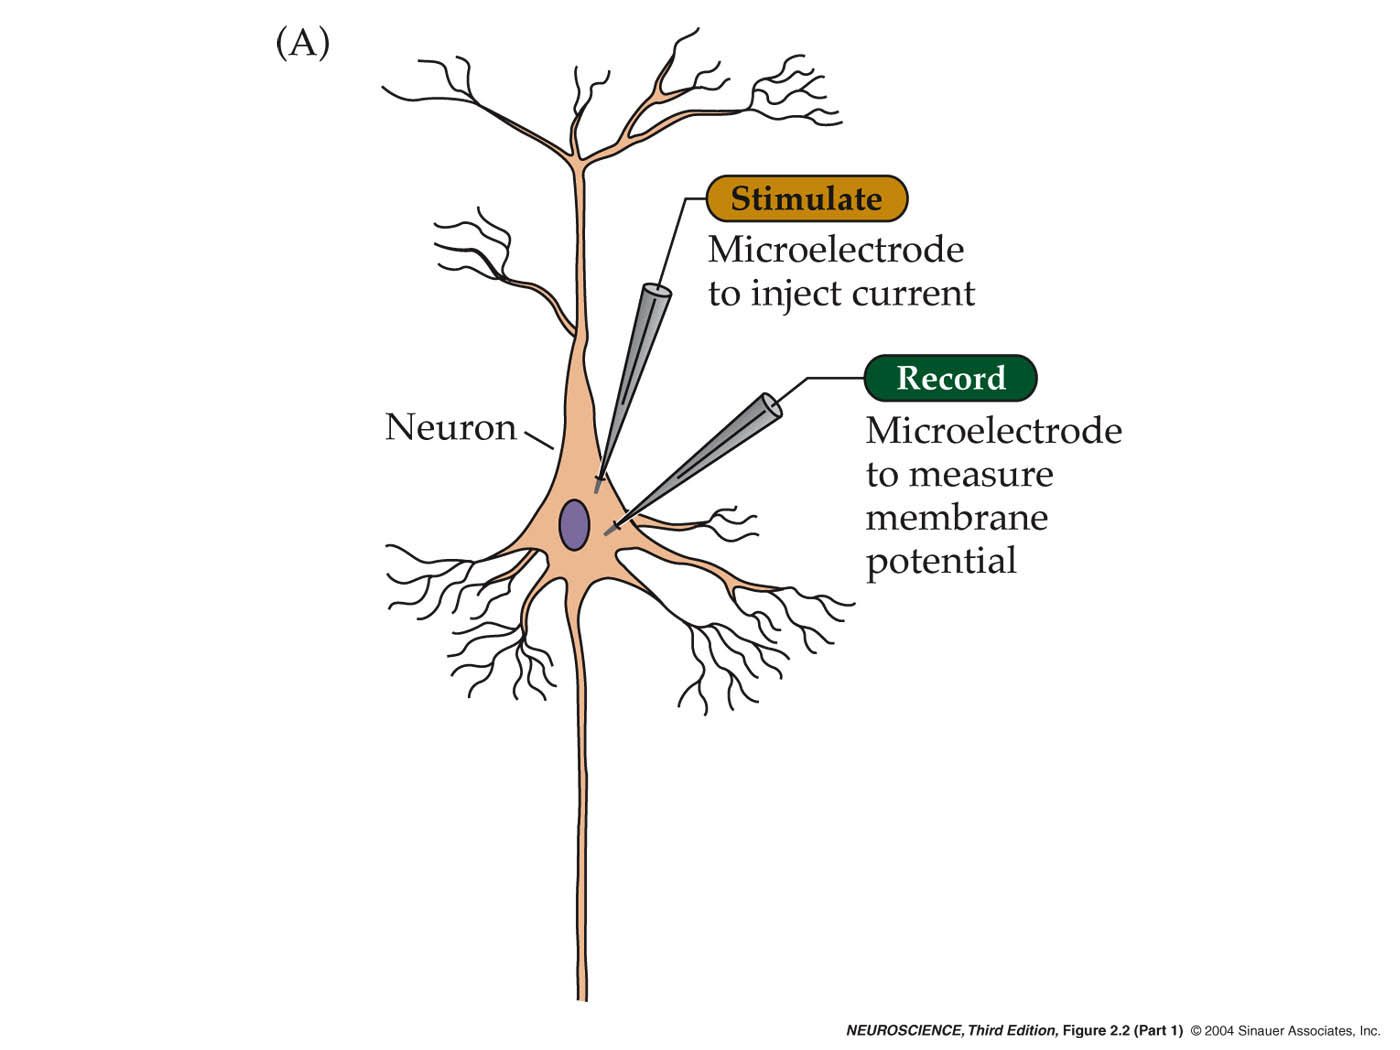 (A)
Stimulate
Microelectrode
to inject current
Record
Neuron
Microelectrode
to measure
membrane
potential
NEUROSCIENCE, Third Edition, Figure 2.2 (Part 1) © 2004 Sinauer Associates, Inc.